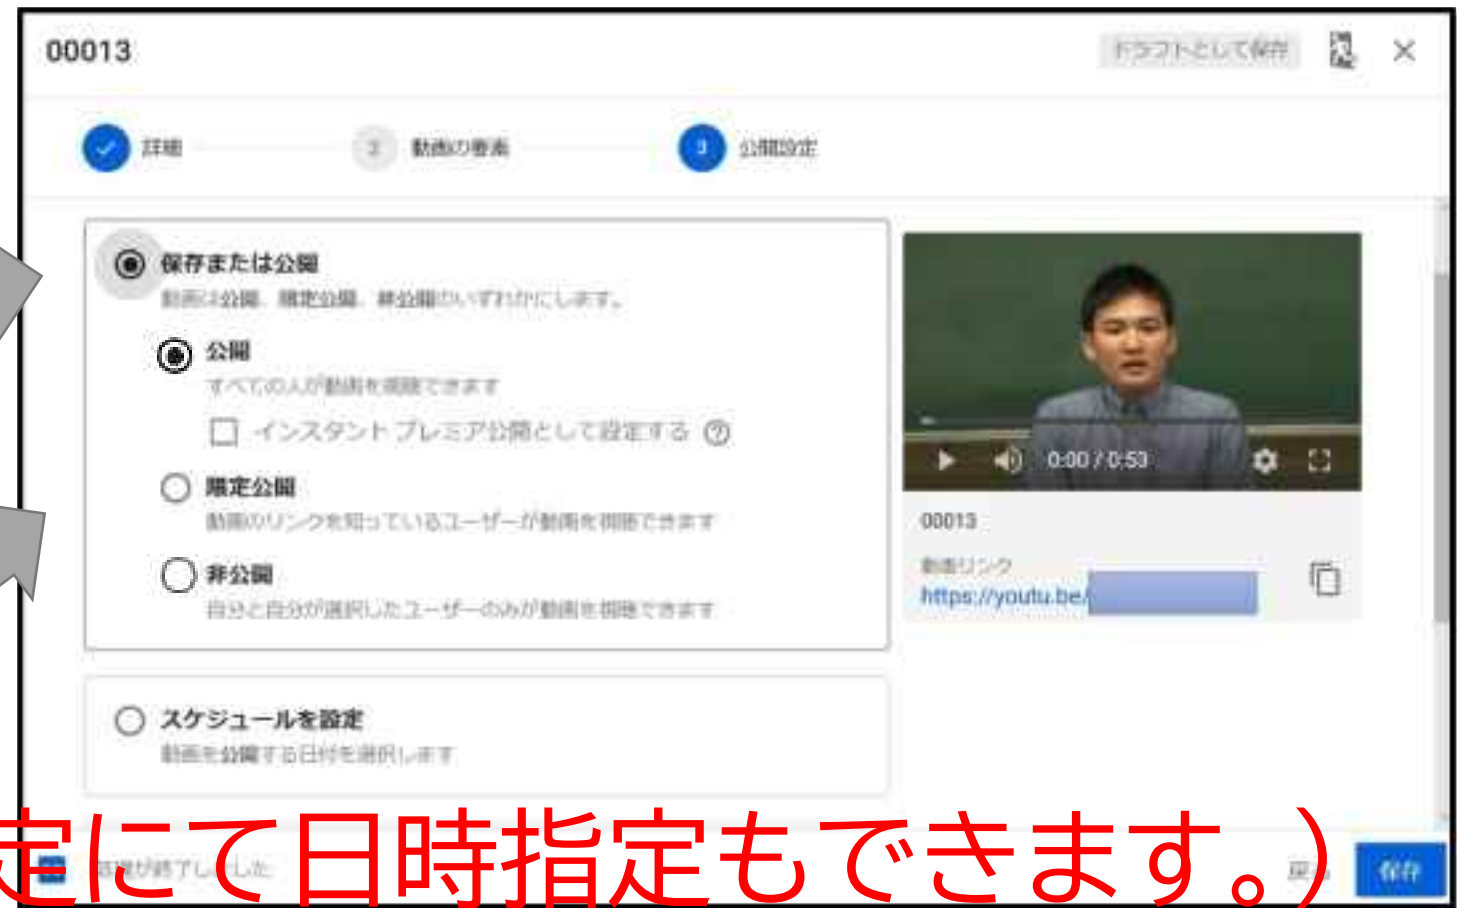 00013
ドラフトとして保存
詳細
2 動画の要素
3 公開設定
保存または公開
動画は公開、限定公開、非公開のいずれかにします。
公開
すべての人が動画を視聴できます
インスタント プレミア公開として設定する
限定公開
動画のリンクを知っているユーザーが動画を視聴できます
非公開
自分と自分が選択したユーザーのみが動画を視聴できます
スケジュールを設定
動画を公開する日付を選択します
0:00 / 0:53
00013
動画リンク
https://youtu.be/
定にて日時指定もできます。）
処理が終了しました
保存